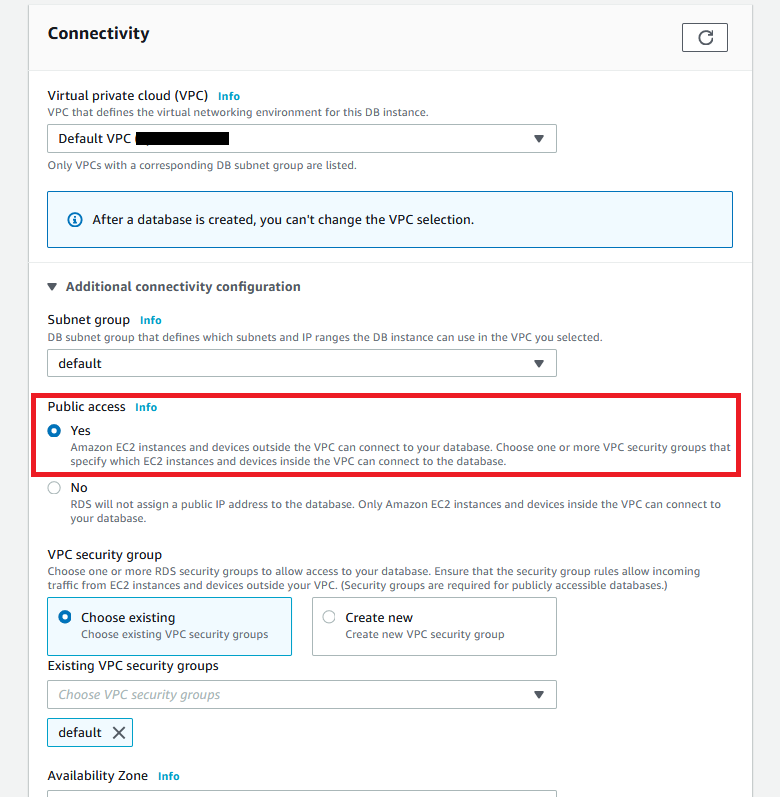 Connectivity
Virtual private cloud (VPC) Info
VPC that defines the virtual networking environment for this DB instance.
Default VPC
Only VPCs with a corresponding DB subnet group are listed.
After a database is created, you can't change the VPC selection.
Additional connectivity configuration
Subnet group Info
DB subnet group that defines which subnets and IP ranges the DB instance can use in the VPC you selected.
default
Public access Info
Yes
Amazon EC2 instances and devices outside the VPC can connect to your database. Choose one or more VPC security groups that
specify which EC2 instances and devices inside the VPC can connect to the database.
No
RDS will not assign a public IP address to the database. Only Amazon EC2 instances and devices inside the VPC can connect to
your database.
VPC security group
Choose one or more RDS security groups to allow access to your database. Ensure that the security group rules allow incoming
traffic from EC2 instances and devices outside your VPC. (Security groups are required for publicly accessible databases.)
Choose existing
Choose existing VPC security groups
Create new
Create new VPC security group
Existing VPC security groups
Choose VPC security groups
default
Availability Zone Info